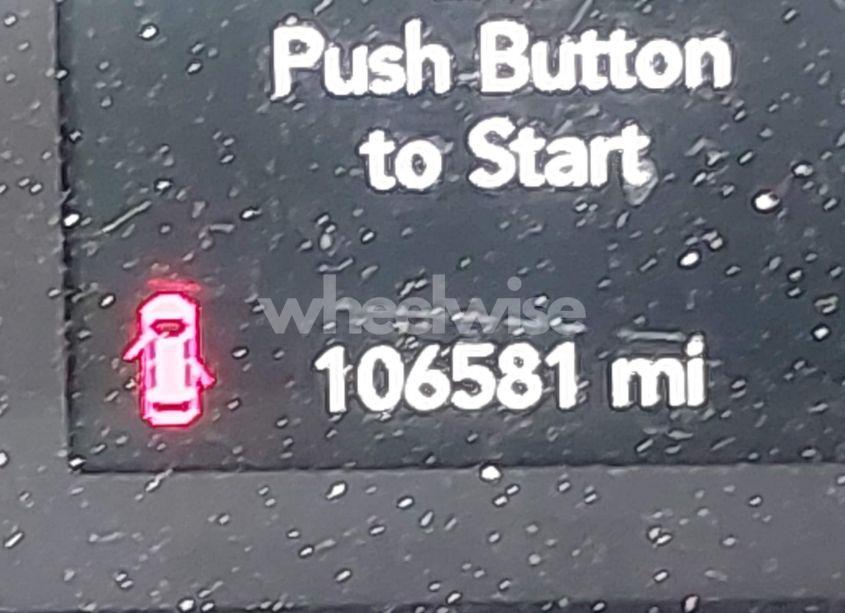 Push Button
to Start
wheelwise
106581 mi